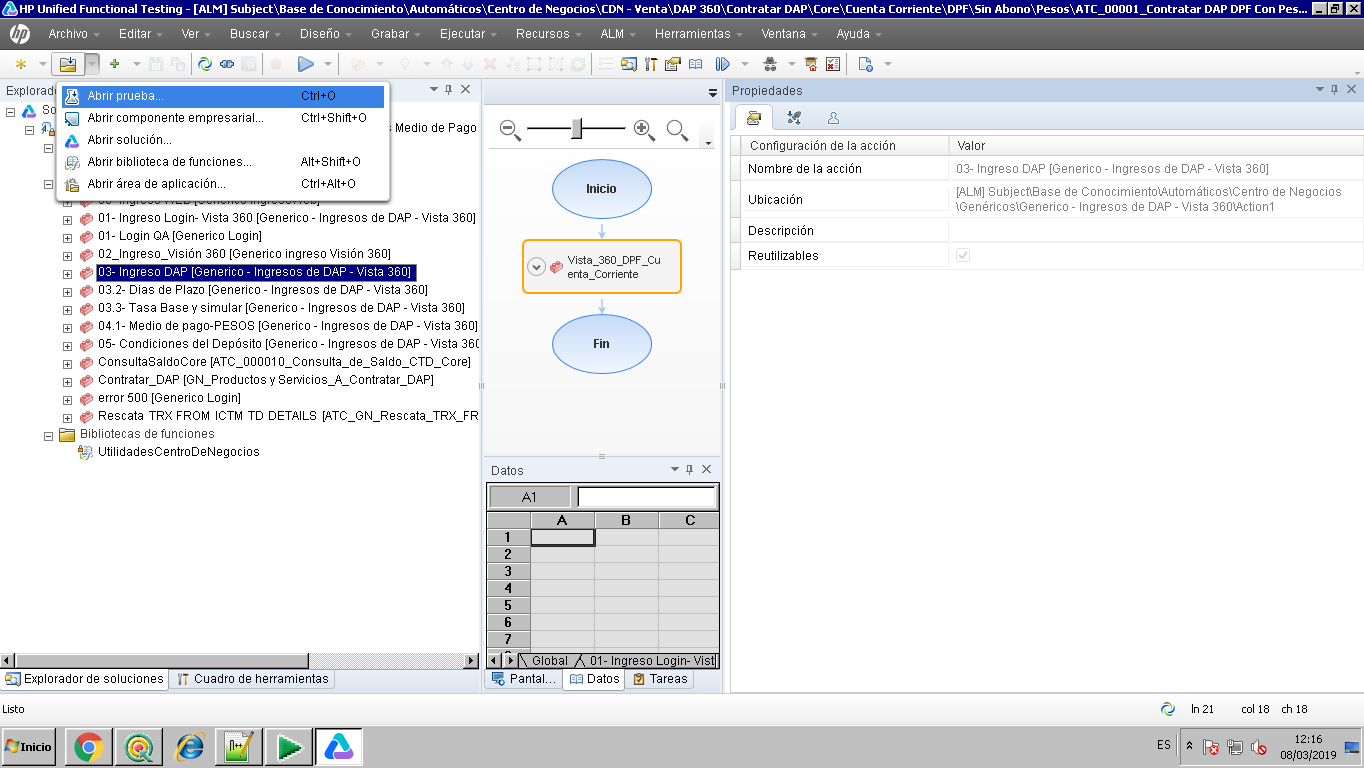 HP Unified Functional Testing - [ALM] Subject\Base de Conocimiento\Automáticos\Centro de Negocios\CDN - Venta\DAP 360\Contratar DAP\Core\Cuenta Corriente\DPF\Sin Abono\Pesos\ATC_00001_Contratar DAP DPF Con Pes...
hp Archivo Editar Ver Buscar Diseño Grabar Ejecutar Recursos ALM Herramientas Ventana Ayuda
Explorad
Abrir prueba... Ctrl+O
Abrir componente empresarial... Ctrl+Shift+O
Abrir solución...
Abrir biblioteca de funciones... Alt+Shift+O
Abrir área de aplicación... Ctrl+Alt+O
So
s Medio de Pago
01- Ingreso Login- Vista 360 [Generico - Ingresos de DAP - Vista 360]
01- Login QA [Generico Login]
02_Ingreso_Visión 360 [Generico ingreso Visión 360]
03- Ingreso DAP [Generico - Ingresos de DAP - Vista 360]
03.2- Dias de Plazo [Generico - Ingresos de DAP - Vista 360]
03.3- Tasa Base y simular [Generico - Ingresos de DAP - Vista 360]
04.1- Medio de pago-PESOS [Generico - Ingresos de DAP - Vista 360]
05- Condiciones del Depósito [Generico - Ingresos de DAP - Vista 360
ConsultaSaldoCore [ATC_000010_Consulta_de_Saldo_CTD_Core]
Contratar_DAP [GN_Productos y Servicios_A_Contratar_DAP]
error 500 [Generico Login]
Rescata TRX FROM ICTM TD DETAILS [ATC_GN_Rescata_TRX_FR
Bibliotecas de funciones
UtilidadesCentroDeNegocios
Explorador de soluciones Cuadro de herramientas
Inicio
Vista_360_DPF_Cu
enta_Corriente
Fin
Datos
A1
A B C
1
2
3
4
5
6
7
Global 01- Ingreso Login- Vist
Pantal... Datos Tareas
Propiedades
Configuración de la acción Valor
Nombre de la acción 03- Ingreso DAP [Generico - Ingresos de DAP - Vista 360]
Ubicación [ALM] Subject\Base de Conocimiento\Automáticos\Centro de Negocios
\Genéricos\Generico - Ingresos de DAP - Vista 360\Action1
Descripción
Reutilizables
Listo ln 21 col 18 ch 18
Inicio ES 12:16
08/03/2019